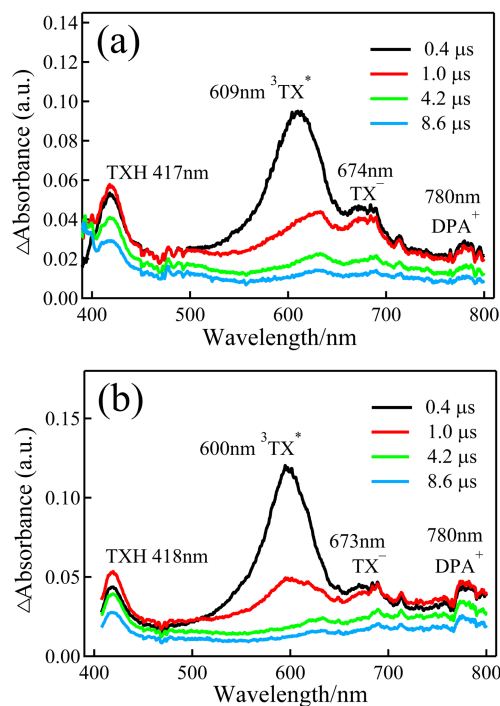 (a)
0.4 μs
1.0 μs
4.2 μs
8.6 μs
609nm ³TX*
TXH 417nm
674nm
TX⁻
780nm
DPA⁺
0.14
0.12
0.10
0.08
0.06
0.04
0.02
0.00
△Absorbance (a.u.)
400 500 600 700 800
Wavelength/nm
(b)
0.4 μs
1.0 μs
4.2 μs
8.6 μs
600nm ³TX*
TXH 418nm
673nm
TX⁻
780nm
DPA⁺
0.15
0.10
0.05
0.00
△Absorbance (a.u.)
400 500 600 700 800
Wavelength/nm